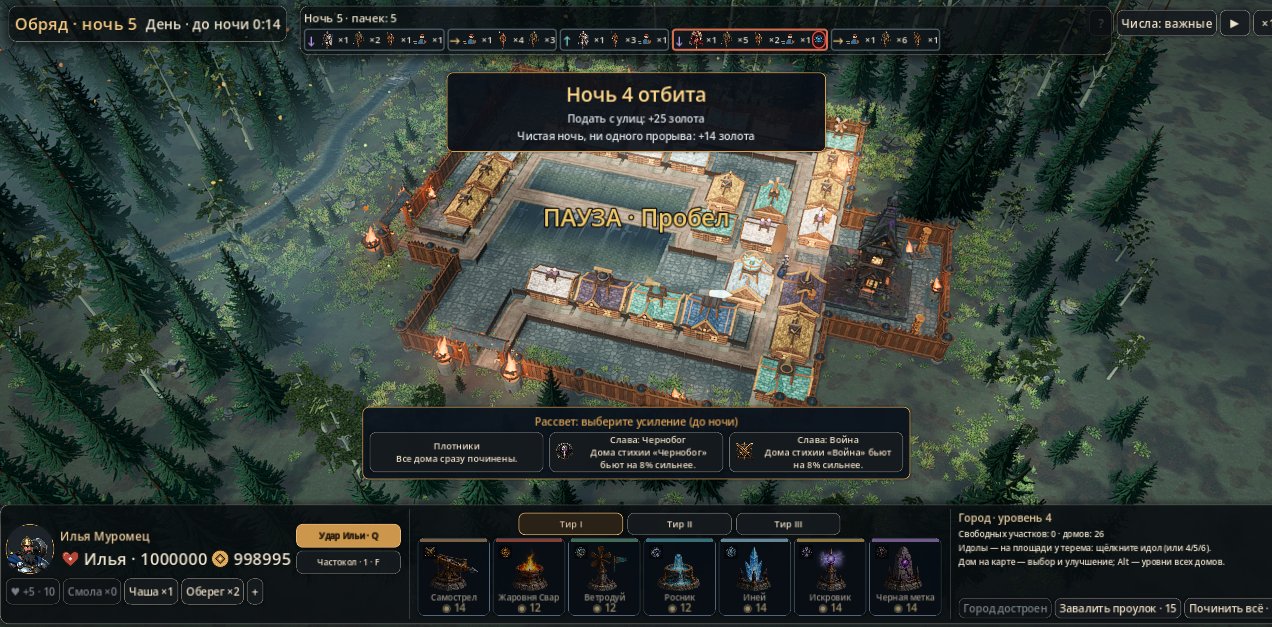 Обряд · ночь 5 День · до ночи 0:14
Ночь 5 · пачек: 5
↓ ×1 ×2 ×1 ×1 → ×1 ×4 ×3 ↑ ×1 ×3 ×1 ↓ ×1 ×5 ×2 ×1 → ×1 ×6 ×1
?
Числа: важные
Ночь 4 отбита
Подать с улиц: +25 золота
Чистая ночь, ни одного прорыва: +14 золота
ПАУЗА · Пробел
Рассвет: выберите усиление (до ночи)
Плотники
Все дома сразу починены.
Слава: Чернобог
Дома стихии «Чернобог»
бьют на 8% сильнее.
Слава: Война
Дома стихии «Война» бьют
на 8% сильнее.
Илья Муромец
Илья · 1000000 998995
Удар Ильи · Q
Частокол · 1 · F
♥ +5 · 10 Смола ×0 Чаша ×1 Оберег ×2 +
Тир I Тир II Тир III
Самострел
14
Жаровня Свар
12
Ветродуй
12
Росник
12
Иней
14
Искровик
14
Черная метка
14
Город · уровень 4
Свободных участков: 0 · домов: 26
Идолы — на площади у терема: щёлкните идол (или 4/5/6).
Дом на карте — выбор и улучшение; Alt — уровни всех домов.
Город достроен Завалить проулок · 15 Починить всё ·